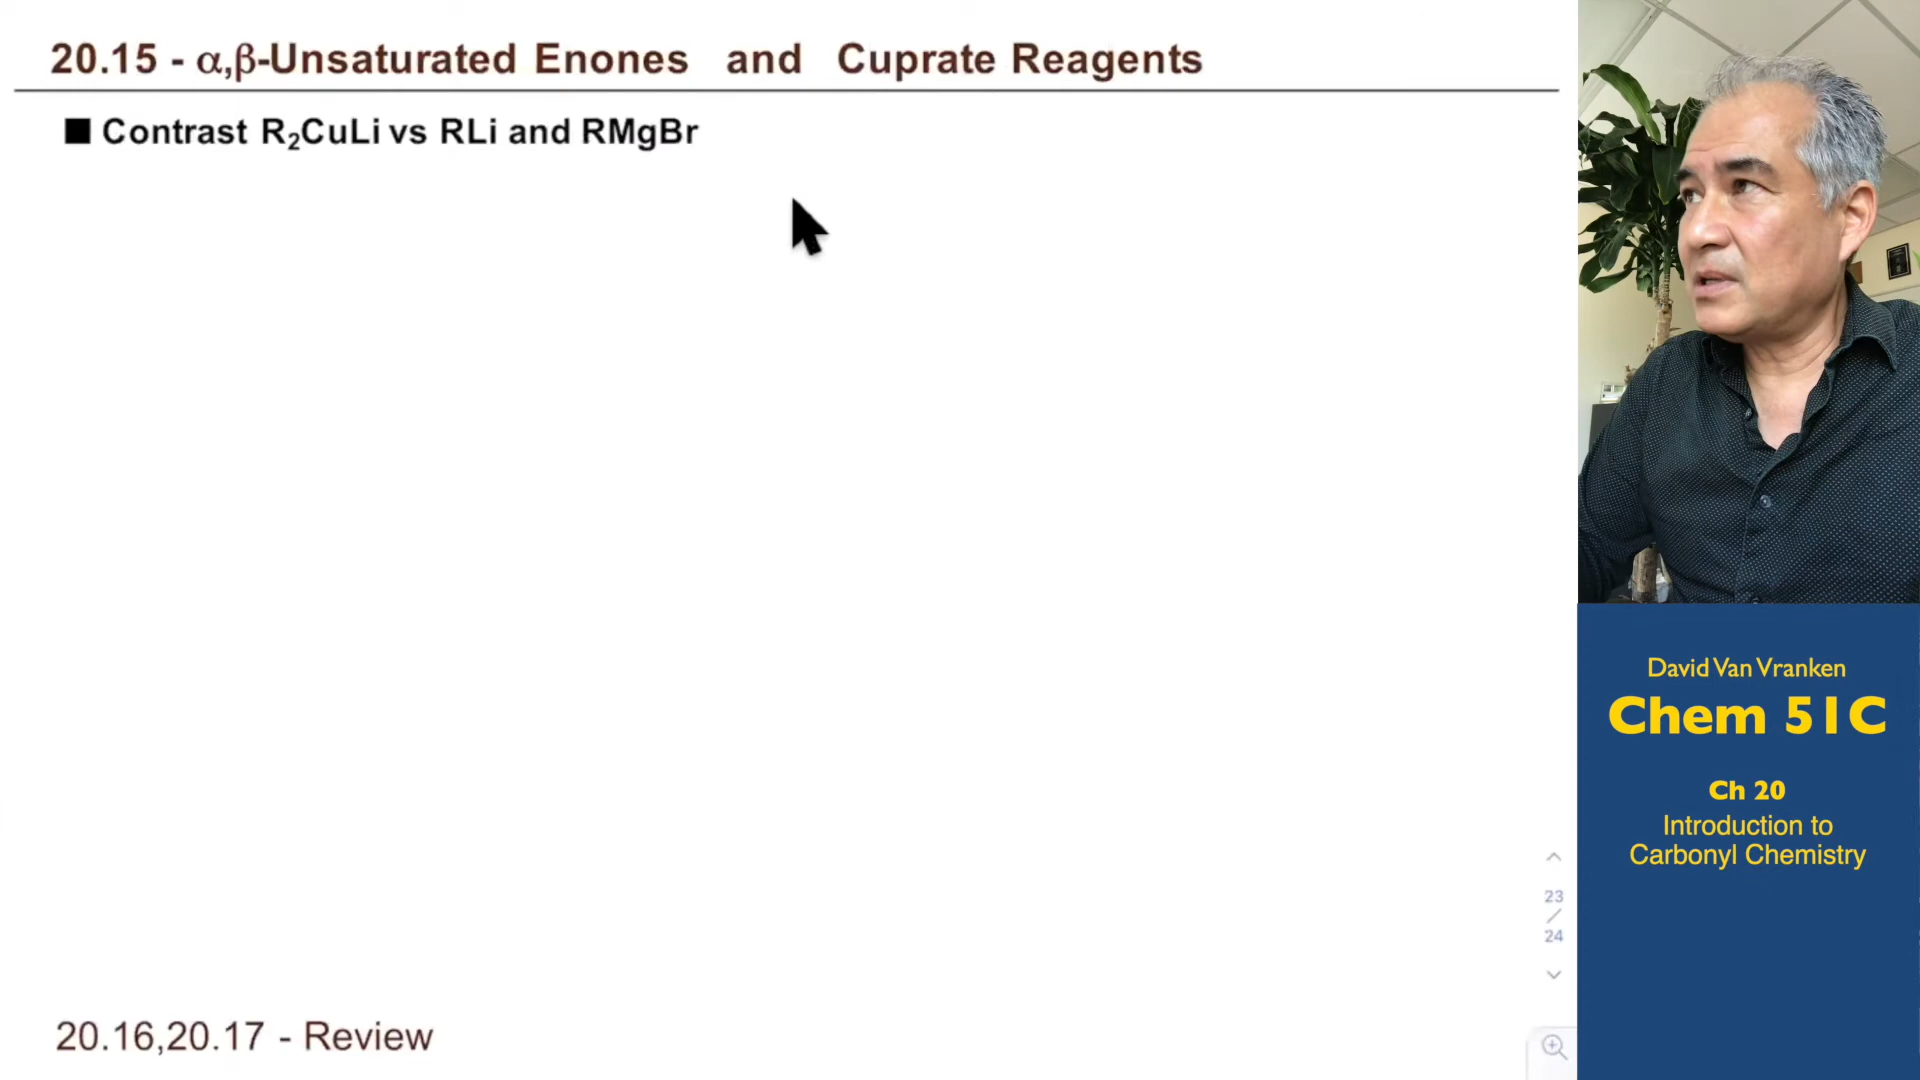 20.15 - α,β-Unsaturated Enones and Cuprate Reagents
■ Contrast R₂CuLi vs RLi and RMgBr
23
/
24
20.16,20.17 - Review
David Van Vranken
Chem 51C
Ch 20
Introduction to
Carbonyl Chemistry